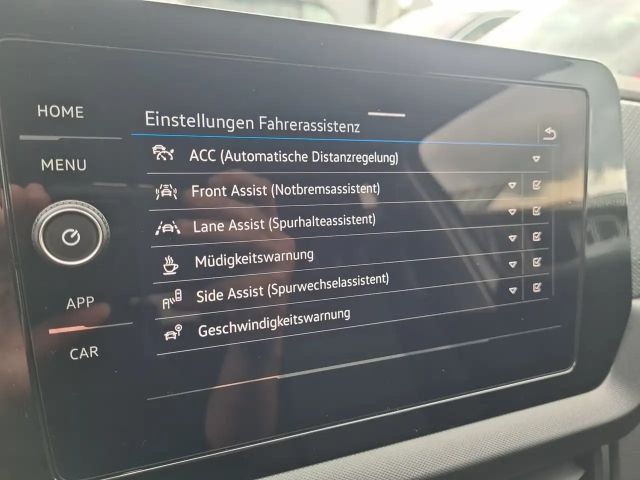 HOME
MENU
APP
CAR
Einstellungen Fahrerassistenz
ACC (Automatische Distanzregelung)
Front Assist (Notbremsassistent)
Lane Assist (Spurhalteassistent)
Müdigkeitswarnung
Side Assist (Spurwechselassistent)
Geschwindigkeitswarnung